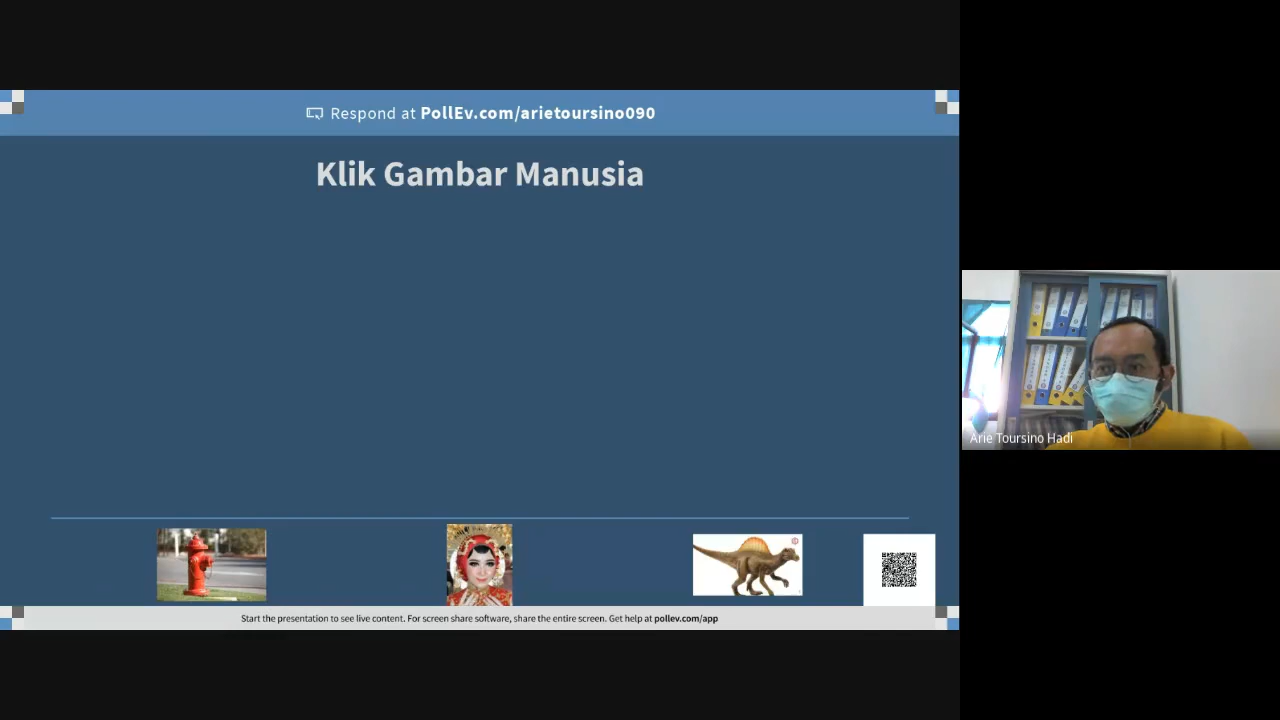 Respond at PollEv.com/arietoursino090
Klik Gambar Manusia
Start the presentation to see live content. For screen share software, share the entire screen. Get help at pollev.com/app
Arie Toursino Hadi